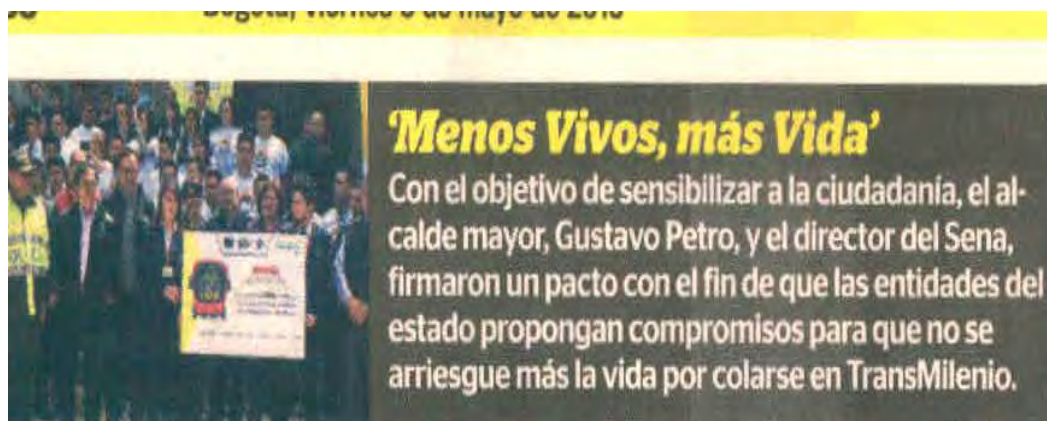 'Menos Vivos, más Vida'
Con el objetivo de sensibilizar a la ciudadanía, el al-
calde mayor, Gustavo Petro, y el director del Sena,
firmaron un pacto con el fin de que las entidades del
estado propongan compromisos para que no se
arriesgue más la vida por colarse en TransMilenio.